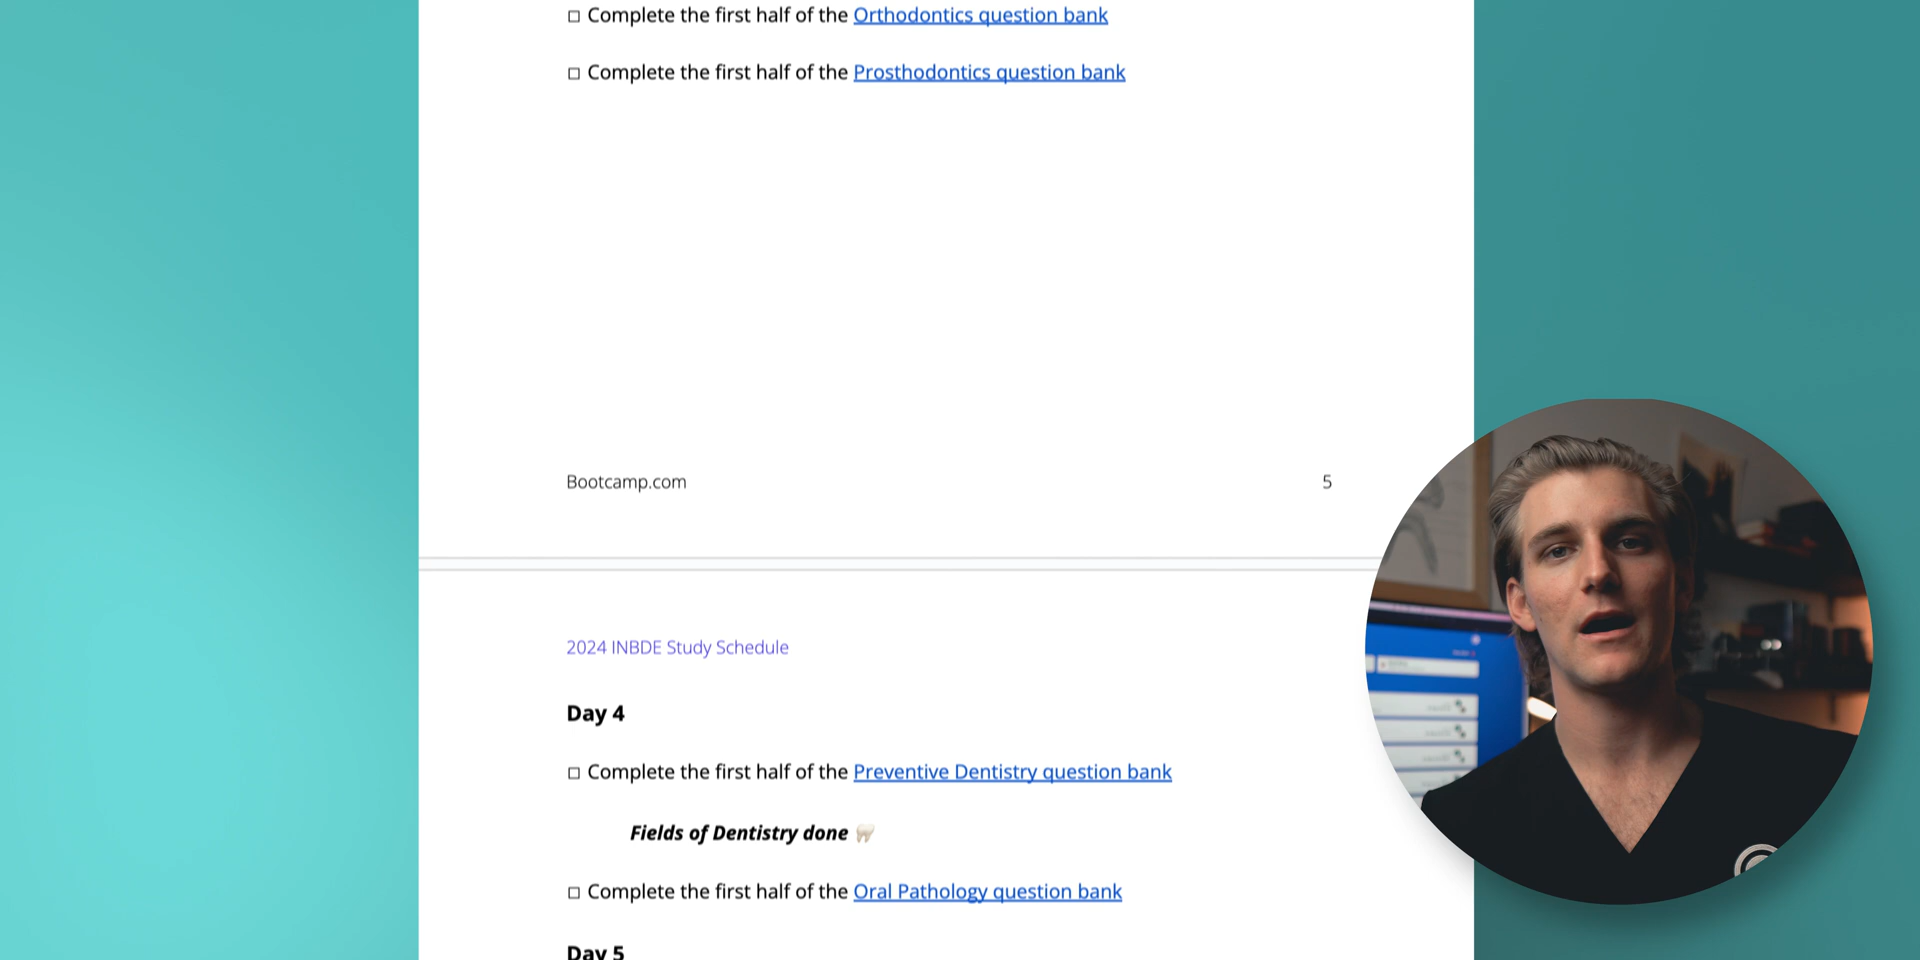 ☐ Complete the first half of the Orthodontics question bank
☐ Complete the first half of the Prosthodontics question bank
Bootcamp.com 5
2024 INBDE Study Schedule
Day 4
☐ Complete the first half of the Preventive Dentistry question bank
Fields of Dentistry done 🦷
☐ Complete the first half of the Oral Pathology question bank
Day 5